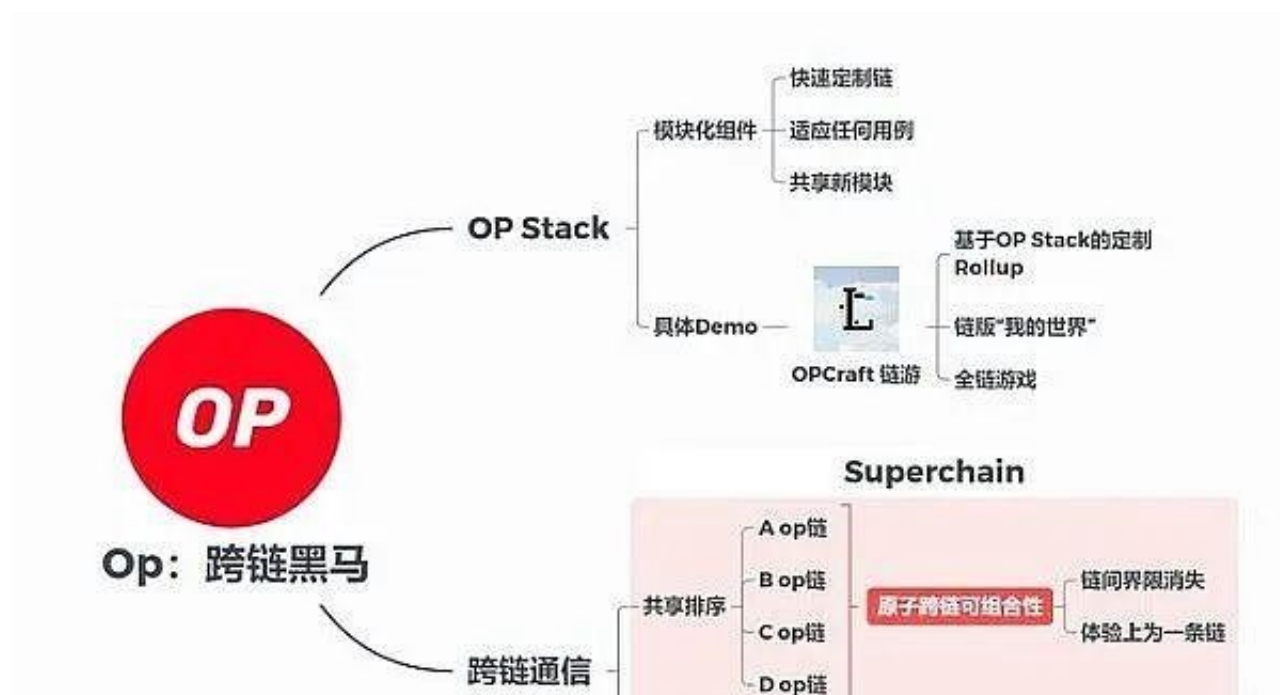 快速定制链
模块化组件
适应任何用例
共享新模块
OP Stack
基于OP Stack的定制
Rollup
具体Demo
链版“我的世界”
OPCraft 链游
全链游戏
OP
Op：跨链黑马
Superchain
A op链
B op链
共享排序
C op链
D op链
原子跨链可组合性
链间界限消失
体验上为一条链
跨链通信